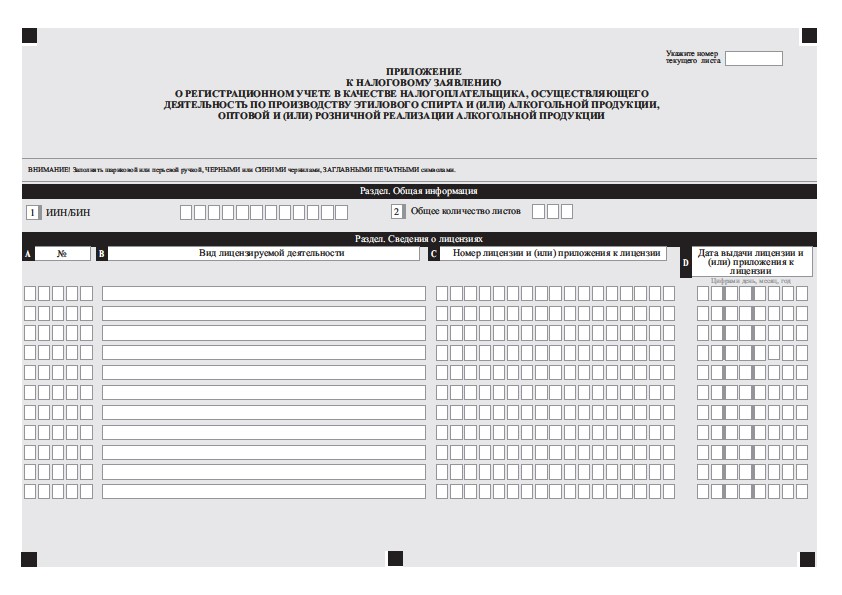 Укажите номер
текущего листа
ПРИЛОЖЕНИЕ
К НАЛОГОВОМУ ЗАЯВЛЕНИЮ
О РЕГИСТРАЦИОННОМ УЧЕТЕ В КАЧЕСТВЕ НАЛОГОПЛАТЕЛЬЩИКА, ОСУЩЕСТВЛЯЮЩЕГО
ДЕЯТЕЛЬНОСТЬ ПО ПРОИЗВОДСТВУ ЭТИЛОВОГО СПИРТА И (ИЛИ) АЛКОГОЛЬНОЙ ПРОДУКЦИИ,
ОПТОВОЙ И (ИЛИ) РОЗНИЧНОЙ РЕАЛИЗАЦИИ АЛКОГОЛЬНОЙ ПРОДУКЦИИ
ВНИМАНИЕ! Заполнять шариковой или перьевой ручкой, ЧЕРНЫМИ или СИНИМИ чернилами, ЗАГЛАВНЫМИ ПЕЧАТНЫМИ символами.
Раздел. Общая информация
1 ИИН/БИН
2 Общее количество листов
Раздел. Сведения о лицензиях
A №
B Вид лицензируемой деятельности
C Номер лицензии и (или) приложения к лицензии
D Дата выдачи лицензии и
(или) приложения к
лицензии
Цифрами день, месяц, год